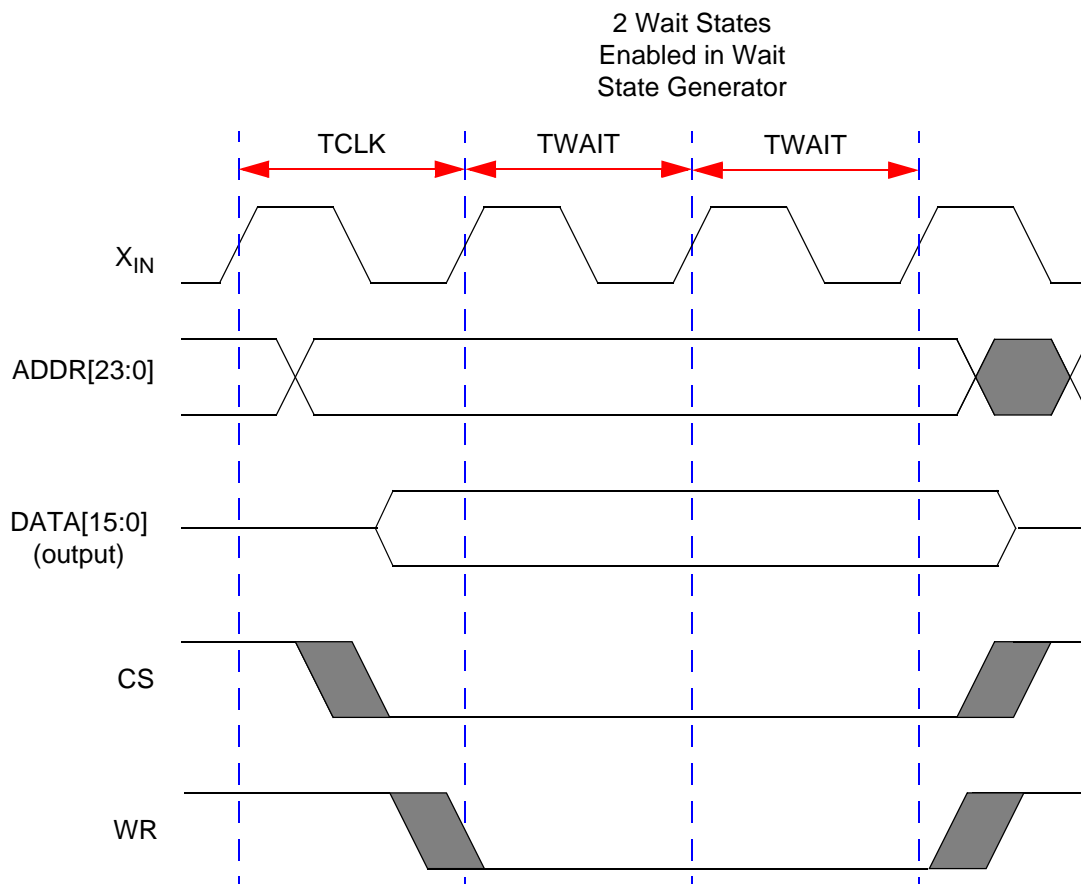 2 Wait States
Enabled in Wait
State Generator
TCLK
TWAIT
TWAIT
XIN
ADDR[23:0]
DATA[15:0]
(output)
CS
WR